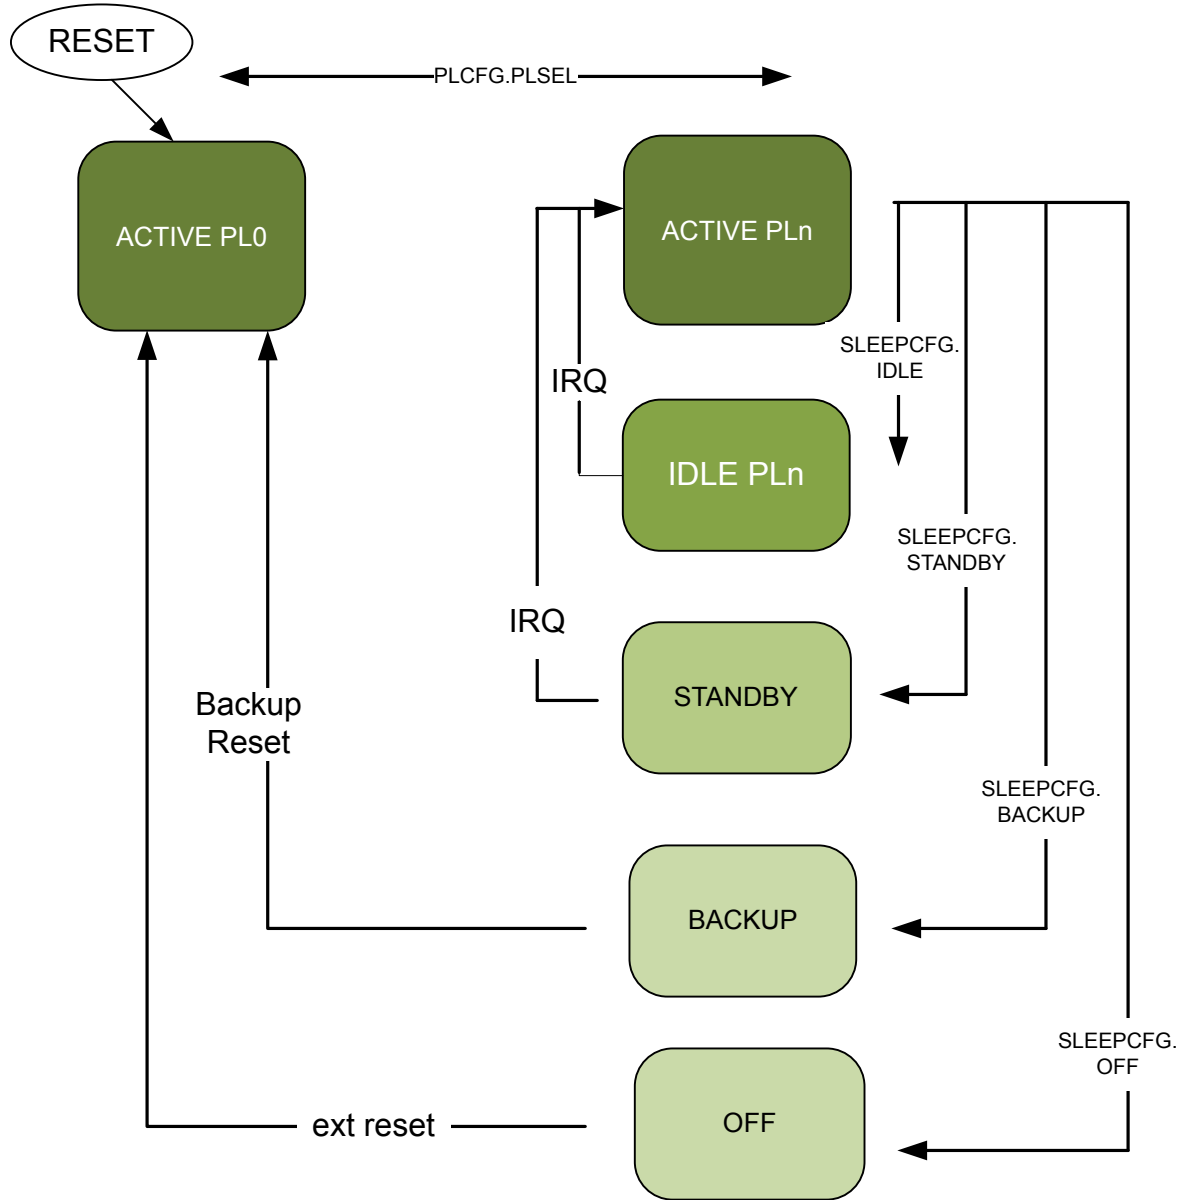 RESET
PLCFG.PLSEL
ACTIVE PL0
ACTIVE PLn
SLEEPCFG.
IDLE
IRQ
IDLE PLn
SLEEPCFG.
STANDBY
IRQ
STANDBY
Backup
Reset
SLEEPCFG.
BACKUP
BACKUP
SLEEPCFG.
OFF
ext reset
OFF